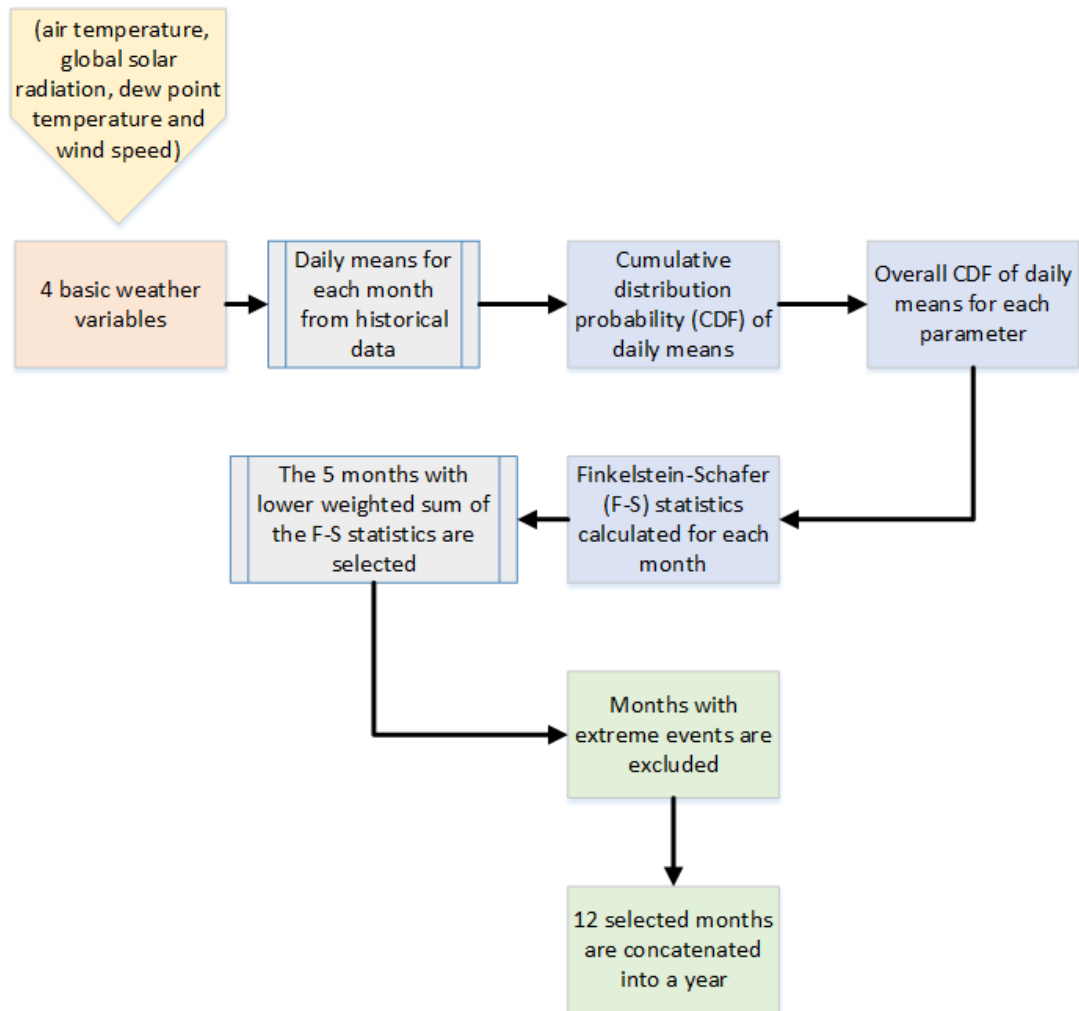 (air temperature,
global solar
radiation, dew point
temperature and
wind speed)
4 basic weather
variables
Daily means for
each month
from historical
data
Cumulative
distribution
probability (CDF) of
daily means
Overall CDF of daily
means for each
parameter
The 5 months with
lower weighted sum of
the F-S statistics are
selected
Finkelstein-Schafer
(F-S) statistics
calculated for each
month
Months with
extreme events are
excluded
12 selected months
are concatenated
into a year